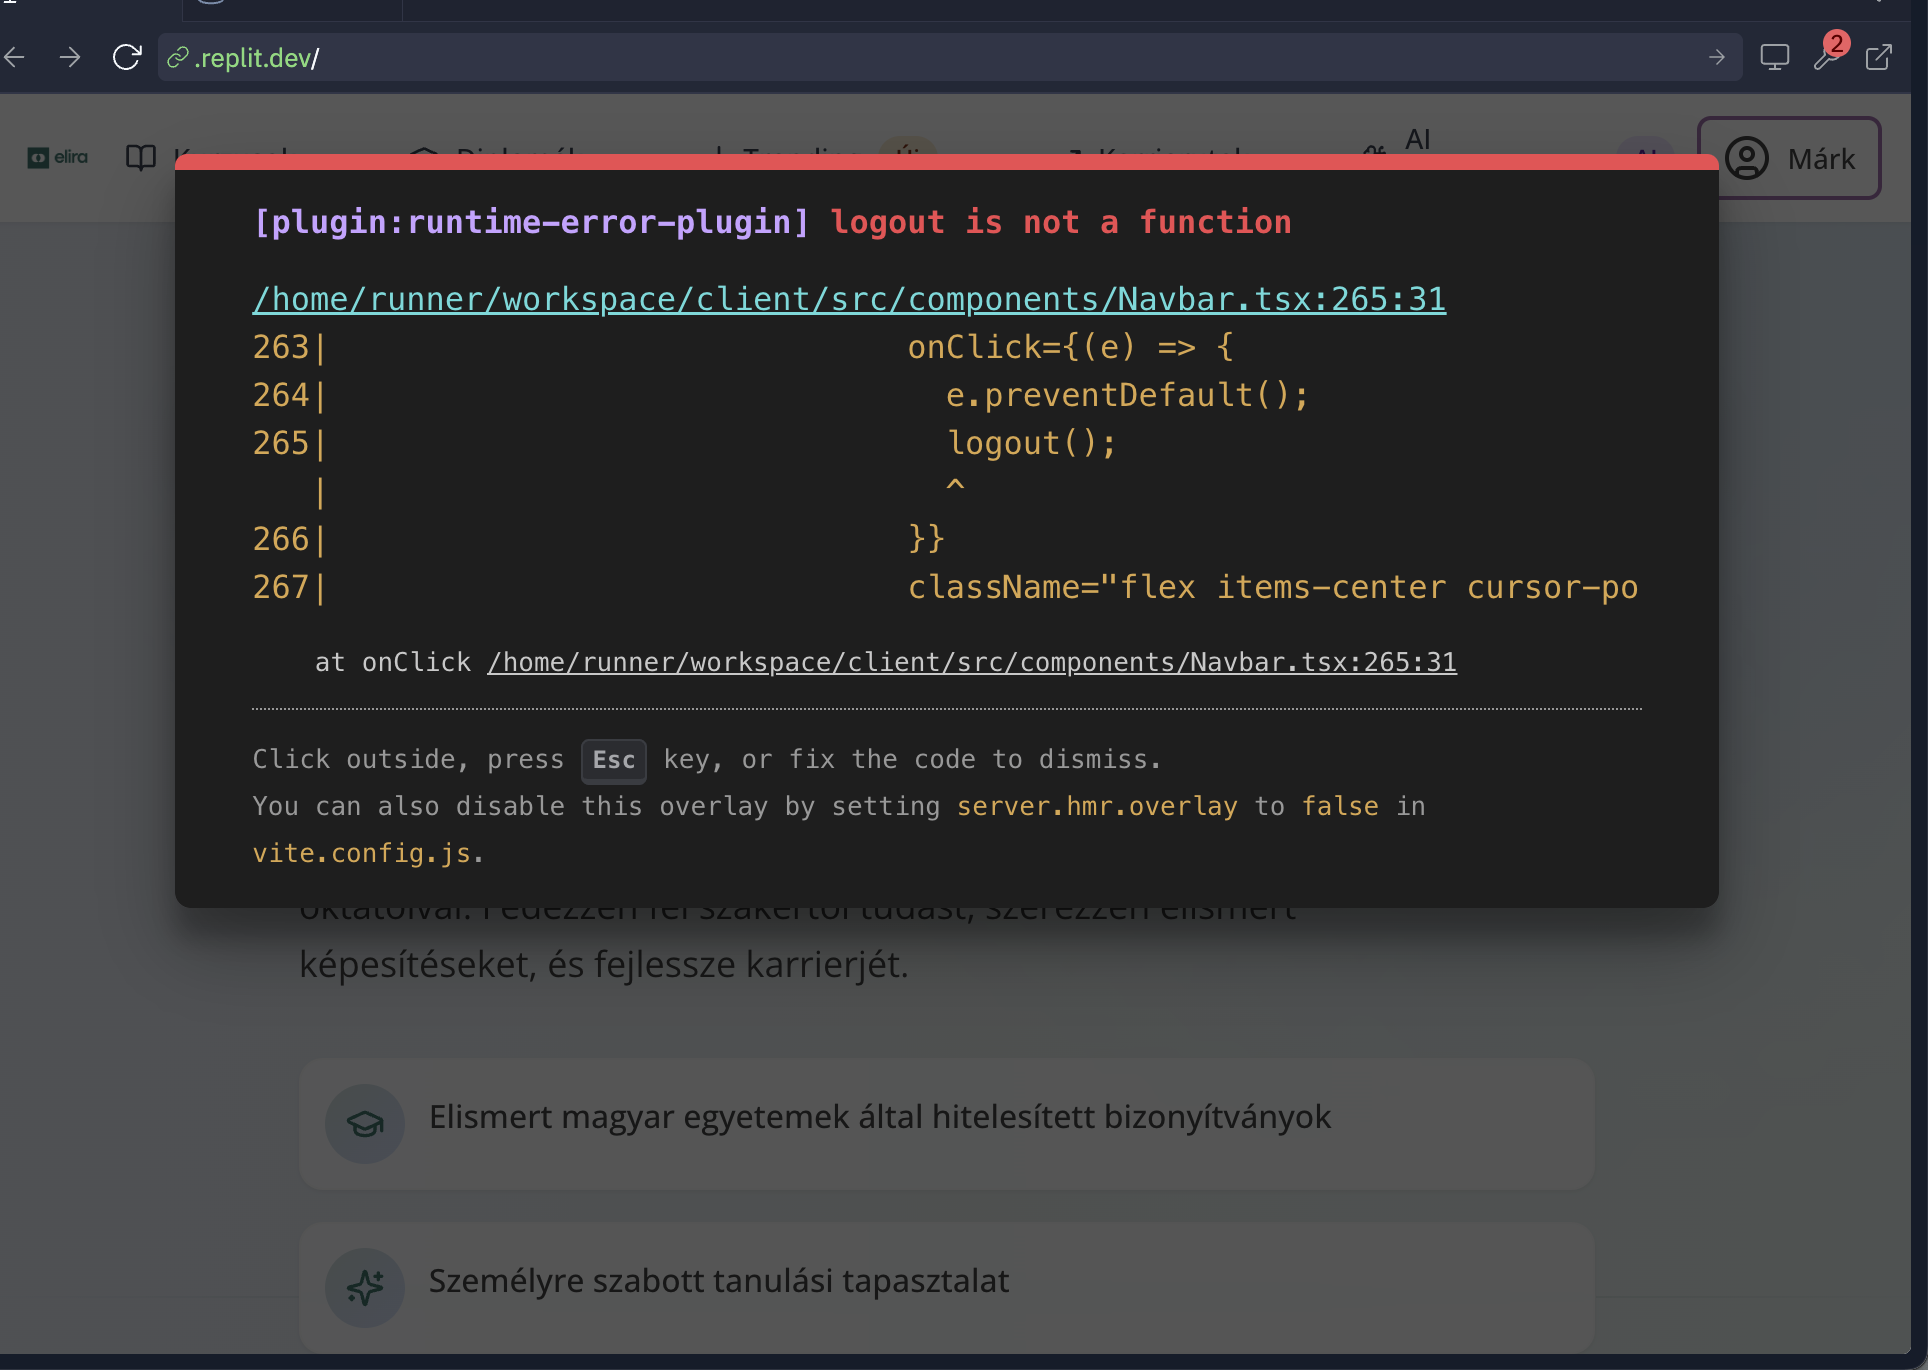 .replit.dev/
2
elira
AI
Márk
[plugin:runtime-error-plugin] logout is not a function
/home/runner/workspace/client/src/components/Navbar.tsx:265:31
263|                              onClick={(e) => {
264|                                e.preventDefault();
265|                                logout();
   |                                ^
266|                              }}
267|                              className="flex items-center cursor-po
at onClick /home/runner/workspace/client/src/components/Navbar.tsx:265:31
Click outside, press Esc key, or fix the code to dismiss.
You can also disable this overlay by setting server.hmr.overlay to false in
vite.config.js.
képesítéseket, és fejlessze karrierjét.
Elismert magyar egyetemek által hitelesített bizonyítványok
Személyre szabott tanulási tapasztalat